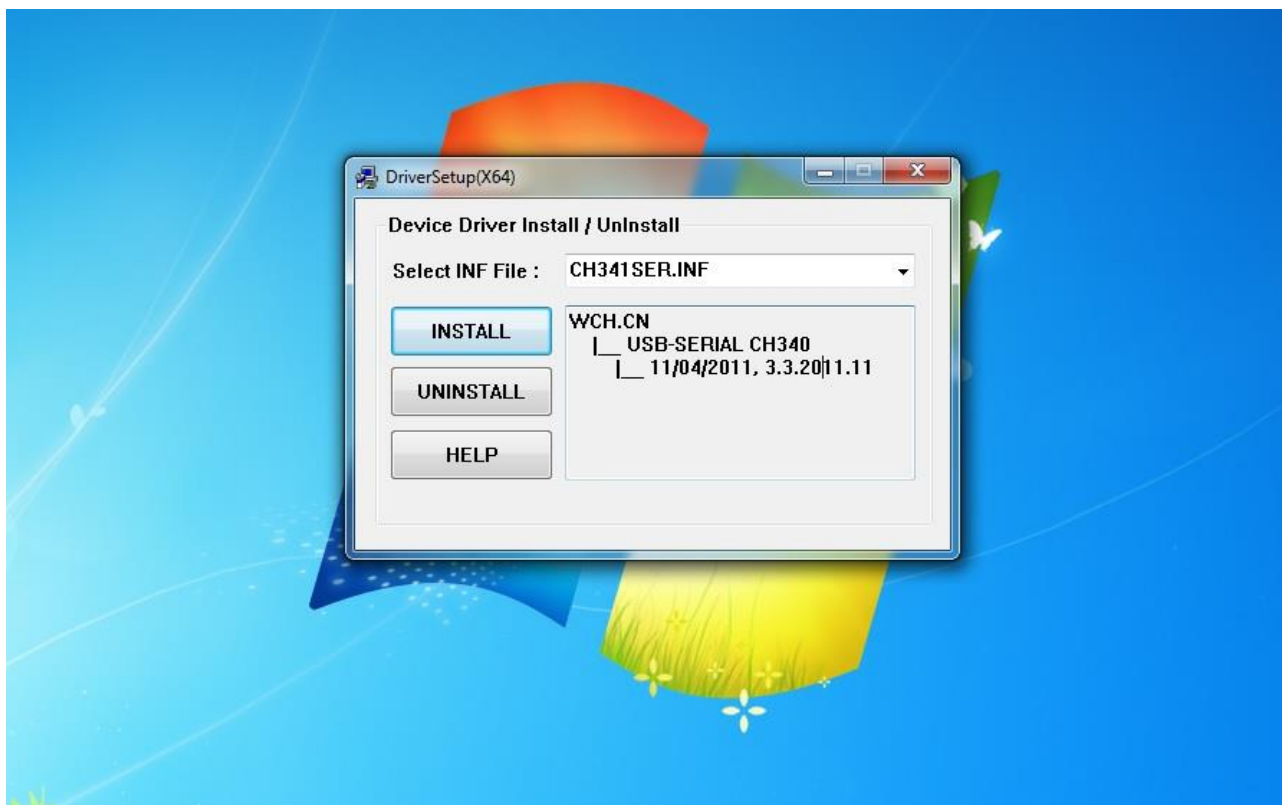 DriverSetup(X64)
Device Driver Install / UnInstall
Select INF File :
CH341SER.INF
INSTALL
WCH.CN
|__ USB-SERIAL CH340
|__ 11/04/2011, 3.3.2011.11
UNINSTALL
HELP